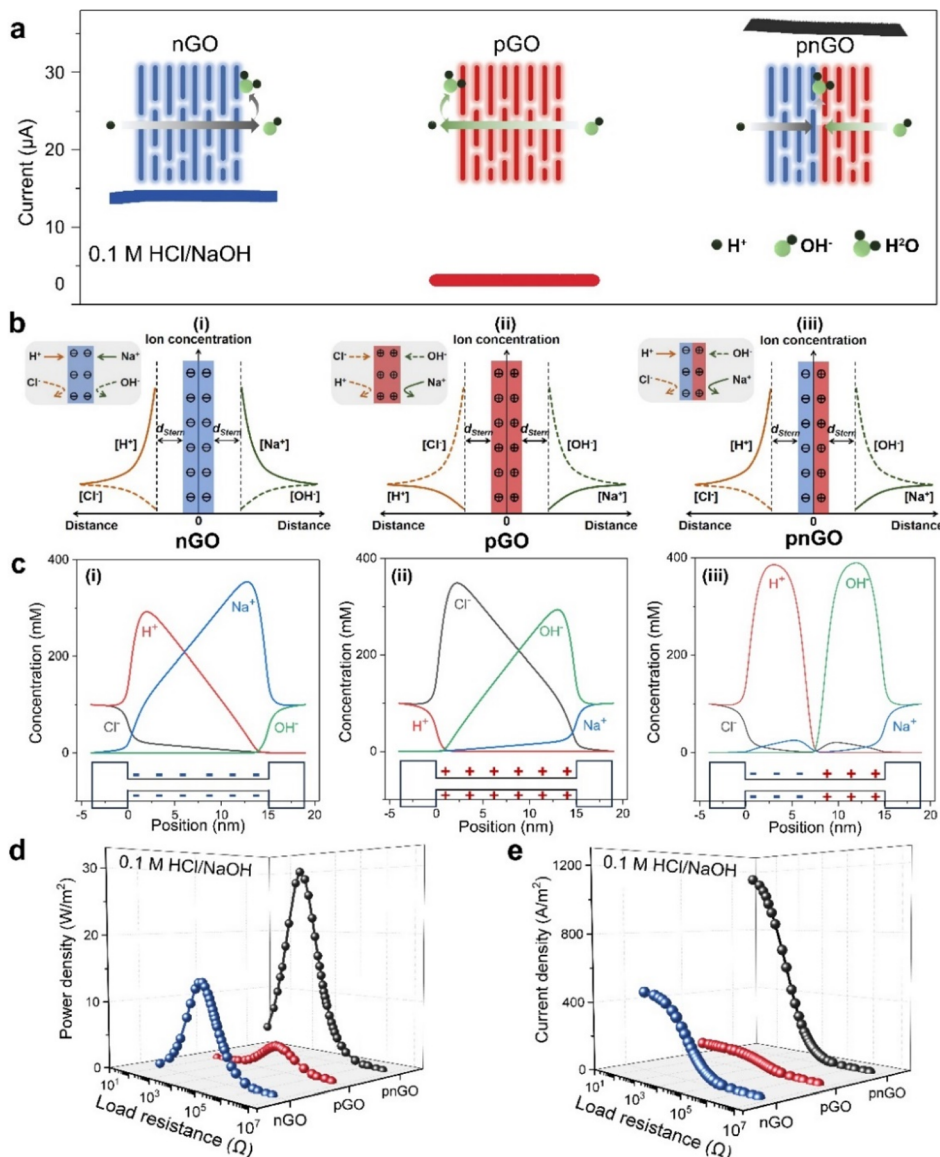 a
nGO
pGO
pnGO
Current (µA)
30
20
10
0
0.1 M HCl/NaOH
H⁺
OH⁻
H²O
b
(i)
Ion concentration
H⁺
Na⁺
Cl⁻
OH⁻
dStern
dStern
[H⁺]
[Na⁺]
[Cl⁻]
[OH⁻]
Distance
0
Distance
nGO
(ii)
Ion concentration
Cl⁻
OH⁻
H⁺
Na⁺
dStern
dStern
[Cl⁻]
[OH⁻]
[H⁺]
[Na⁺]
Distance
0
Distance
pGO
(iii)
Ion concentration
H⁺
OH⁻
Cl⁻
Na⁺
dStern
dStern
[H⁺]
[OH⁻]
[Cl⁻]
[Na⁺]
Distance
0
Distance
pnGO
c
(i)
Concentration (mM)
400
200
0
H⁺
Na⁺
Cl⁻
OH⁻
-5 0 5 10 15 20
Position (nm)
(ii)
Concentration (mM)
400
200
0
Cl⁻
OH⁻
H⁺
Na⁺
-5 0 5 10 15 20
Position (nm)
(iii)
Concentration (mM)
400
200
0
H⁺
OH⁻
Cl⁻
Na⁺
-5 0 5 10 15 20
Position (nm)
d
0.1 M HCl/NaOH
Power density (W/m²)
30
20
10
0
10¹
10³
10⁵
10⁷
Load resistance (Ω)
nGO
pGO
pnGO
e
0.1 M HCl/NaOH
Current density (A/m²)
1200
800
400
0
10¹
10³
10⁵
10⁷
Load resistance (Ω)
nGO
pGO
pnGO